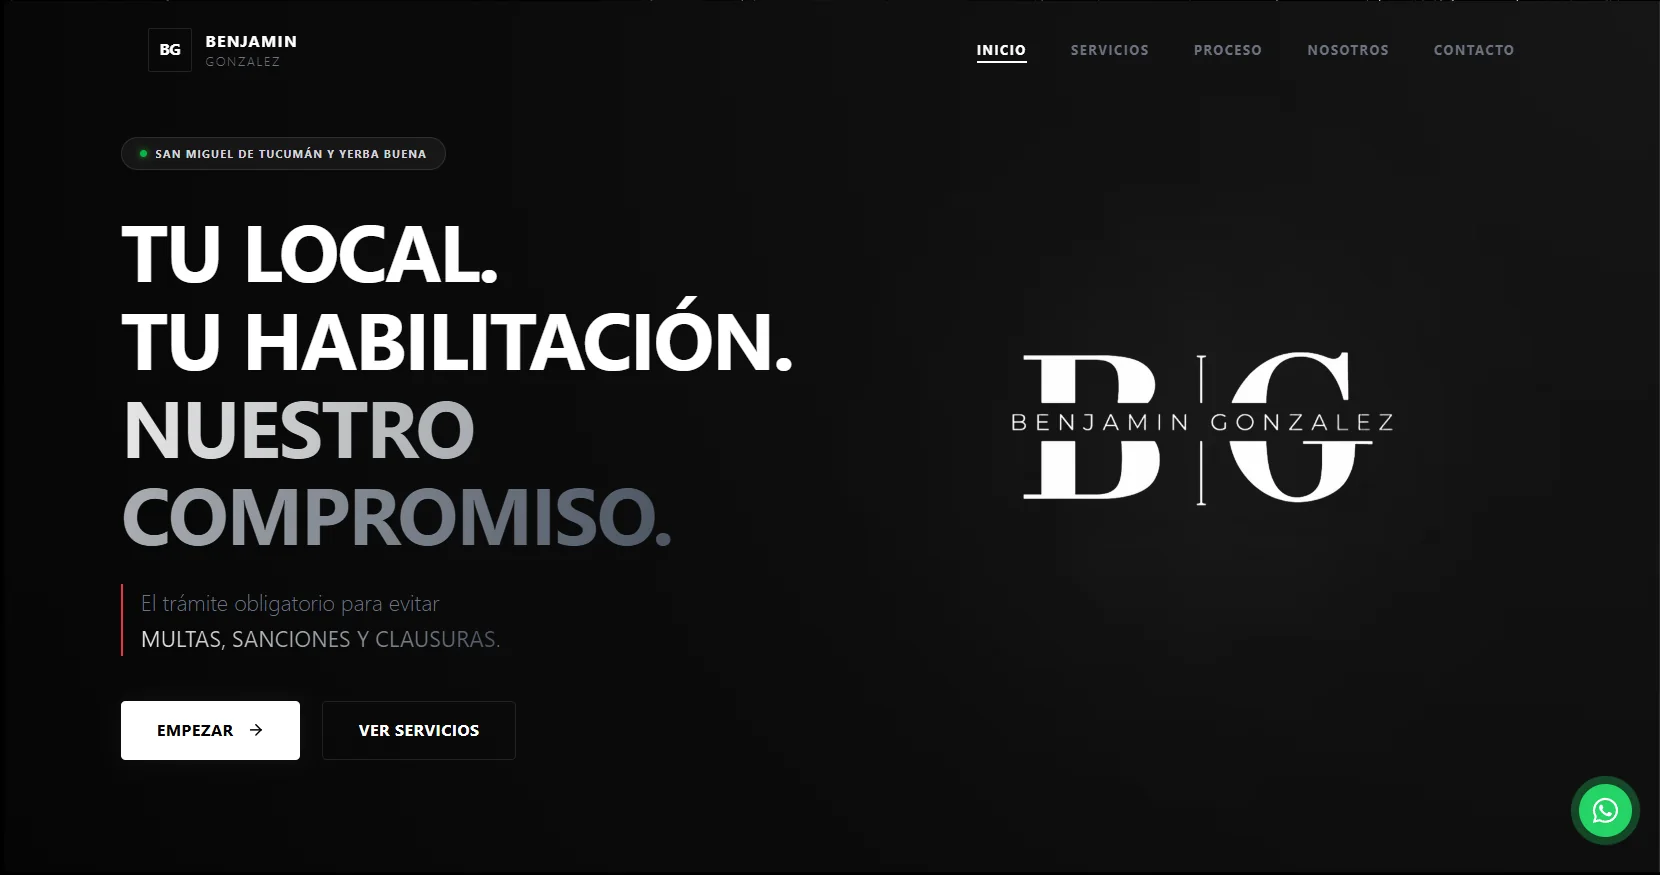 BG
BENJAMIN
GONZALEZ
INICIO SERVICIOS PROCESO NOSOTROS CONTACTO
SAN MIGUEL DE TUCUMÁN Y YERBA BUENA
TU LOCAL.
TU HABILITACIÓN.
NUESTRO
COMPROMISO.
El trámite obligatorio para evitar
MULTAS, SANCIONES Y CLAUSURAS.
EMPEZAR
VER SERVICIOS
B G
BENJAMIN GONZALEZ